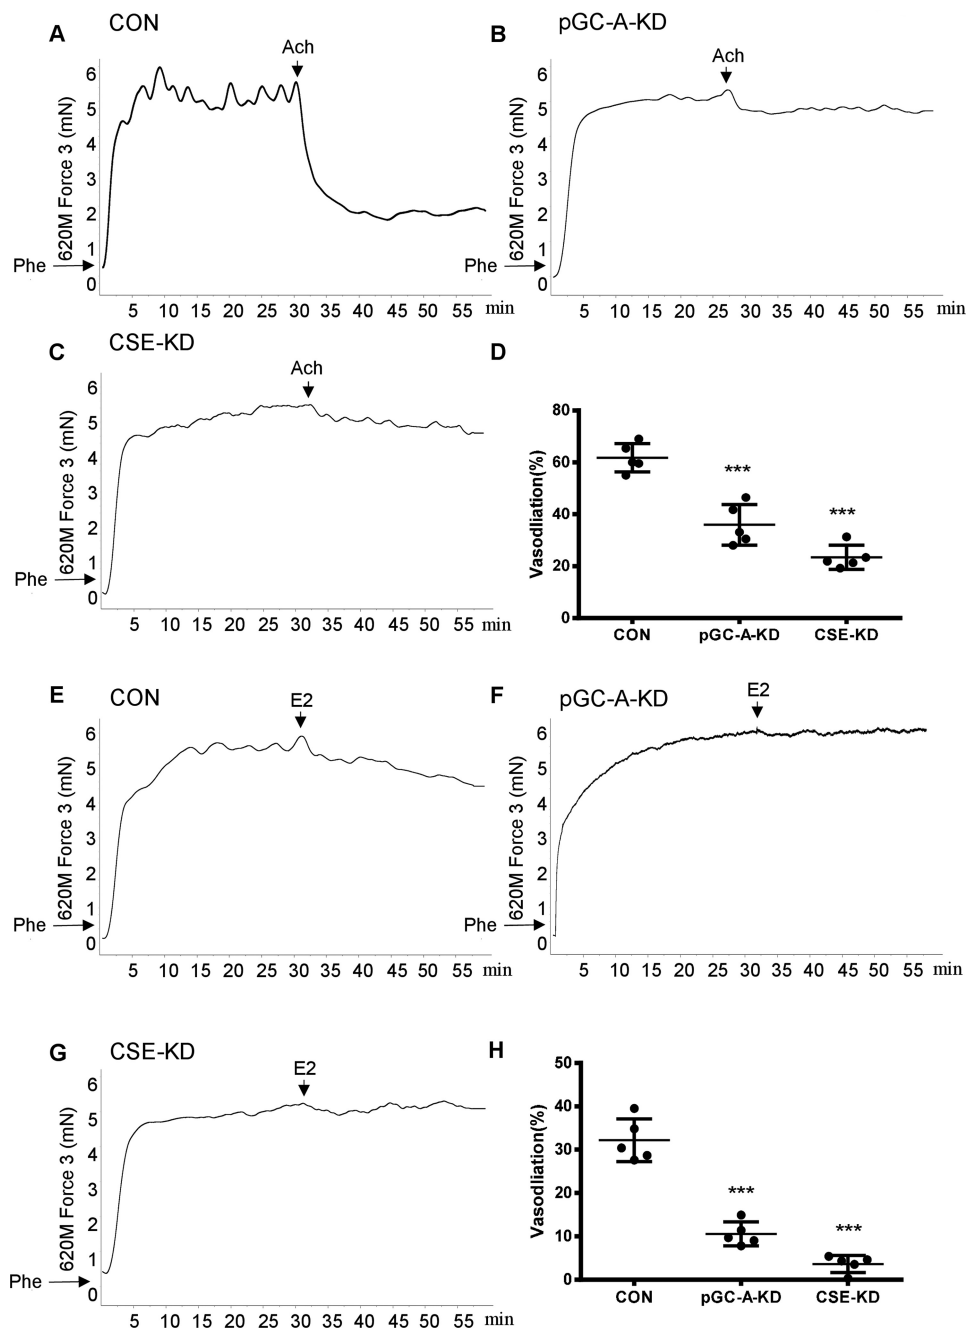 A CON
Ach
620M Force 3 (mN)
6
5
4
3
2
1
0
Phe
5 10 15 20 25 30 35 40 45 50 55 min
B pGC-A-KD
Ach
620M Force 3 (mN)
6
5
4
3
2
1
0
Phe
5 10 15 20 25 30 35 40 45 50 55 min
C CSE-KD
Ach
620M Force 3 (mN)
6
5
4
3
2
1
0
Phe
5 10 15 20 25 30 35 40 45 50 55 min
D
Vasodliation(%)
80
60
40
20
0
***
***
CON pGC-A-KD CSE-KD
E CON
E2
620M Force 3 (mN)
6
5
4
3
2
1
0
Phe
5 10 15 20 25 30 35 40 45 50 55 min
F pGC-A-KD
E2
620M Force 3 (mN)
6
5
4
3
2
1
0
Phe
5 10 15 20 25 30 35 40 45 50 55 min
G CSE-KD
E2
620M Force 3 (mN)
6
5
4
3
2
1
0
Phe
5 10 15 20 25 30 35 40 45 50 55 min
H
Vasodliation(%)
50
40
30
20
10
0
***
***
CON pGC-A-KD CSE-KD